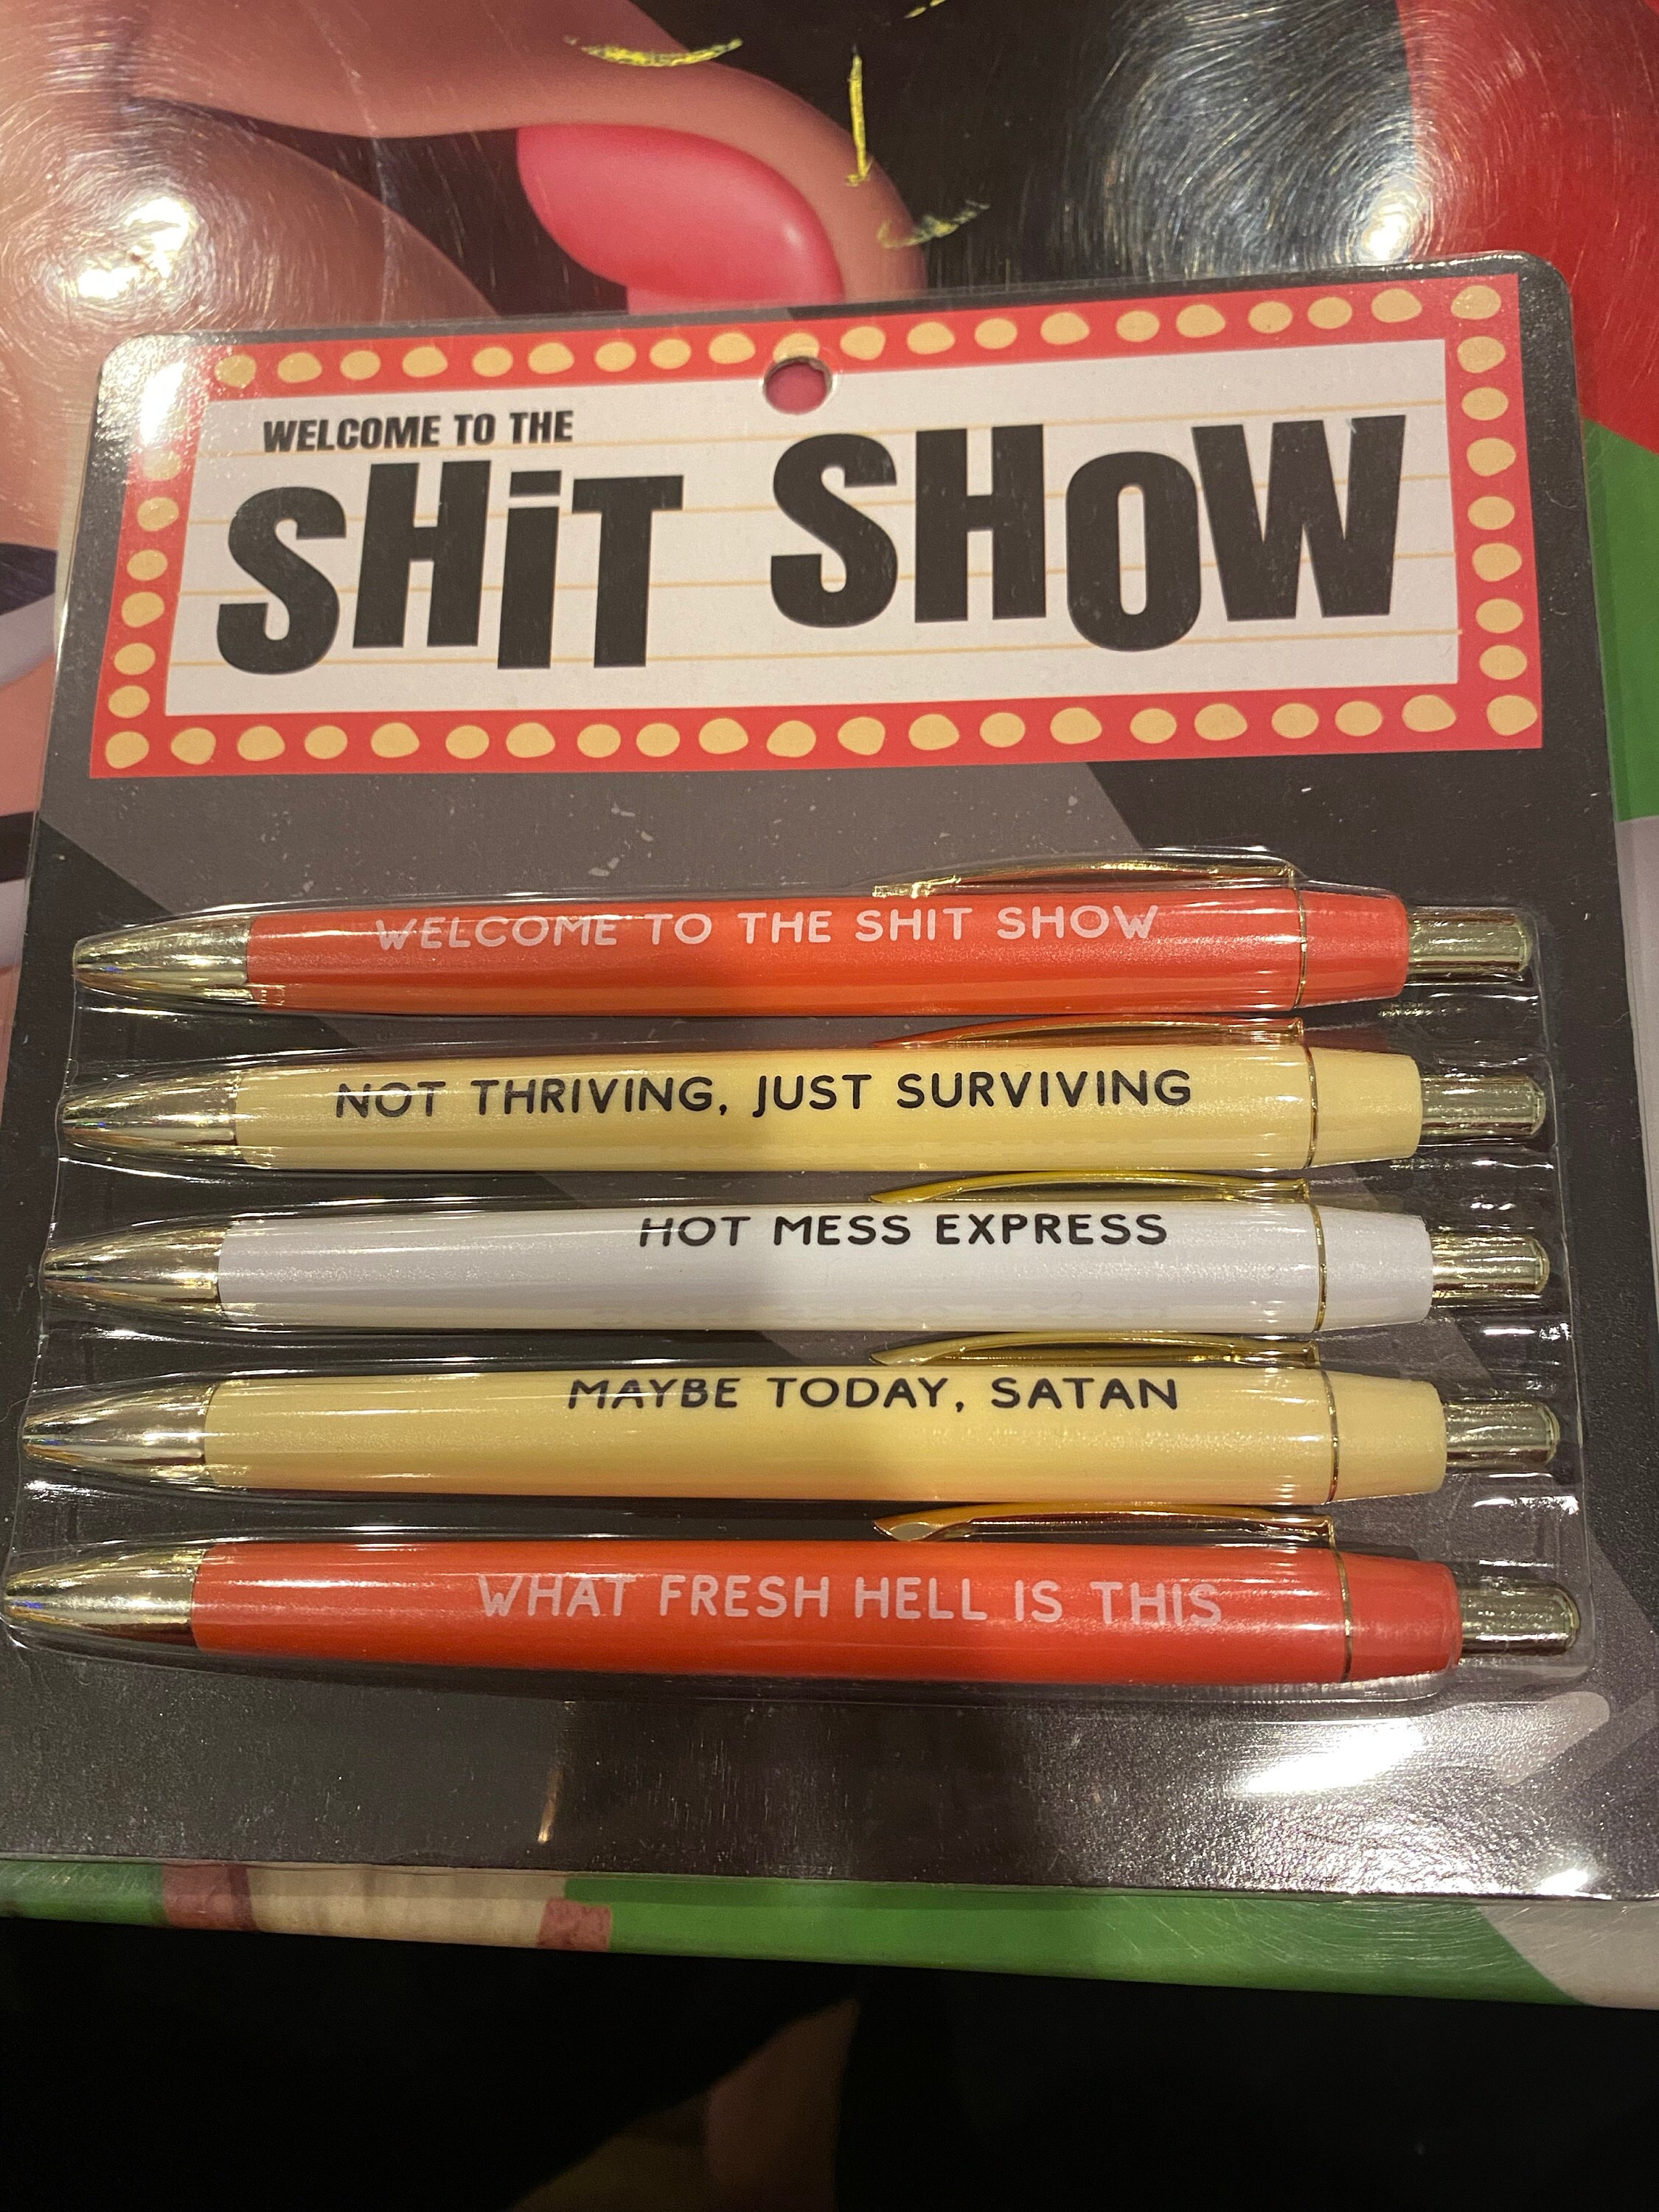 WELCOME TO THE
SHiT SHOW
WELCOME TO THE SHIT SHOW
NOT THRIVING, JUST SURVIVING
HOT MESS EXPRESS
MAYBE TODAY, SATAN
WHAT FRESH HELL IS THIS